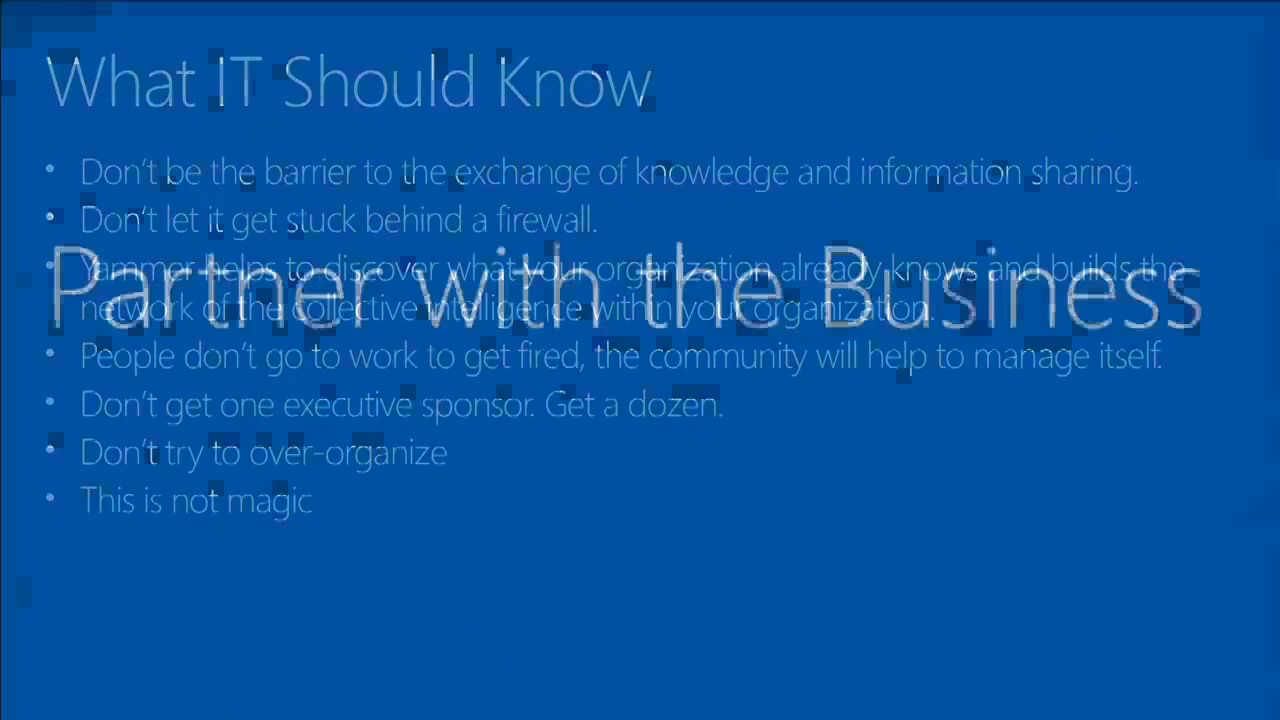 What IT Should Know
• Don't be the barrier to the exchange of knowledge and information sharing.
• Don't let it get stuck behind a firewall.
• Yammer helps to discover what your organization already knows and builds the
network of the collective intelligence within your organization.
Partner with the Business
• People don't go to work to get fired, the community will help to manage itself.
• Don't get one executive sponsor. Get a dozen.
• Don't try to over-organize
• This is not magic